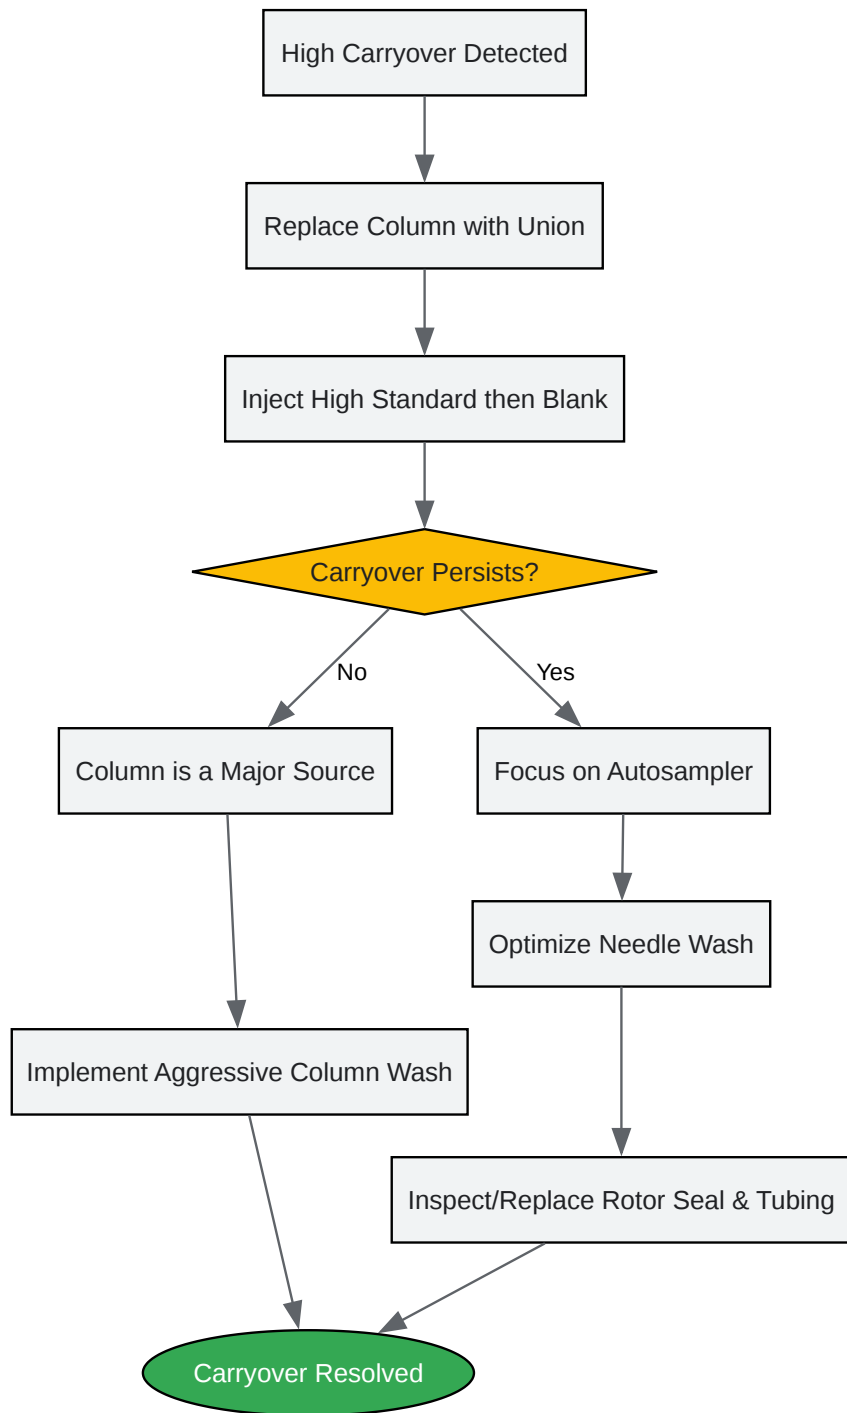 High Carryover Detected
Replace Column with Union
Inject High Standard then Blank
Carryover Persists?
No
Yes
Column is a Major Source
Focus on Autosampler
Optimize Needle Wash
Implement Aggressive Column Wash
Inspect/Replace Rotor Seal & Tubing
Carryover Resolved